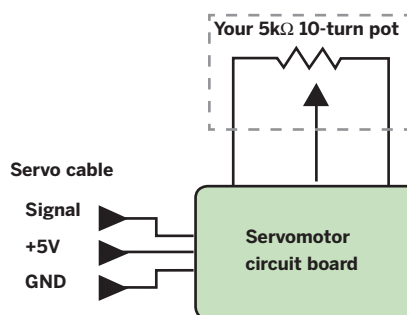 Your 5kΩ 10-turn pot
Servo cable
Signal
+5V
GND
Servomotor
circuit board